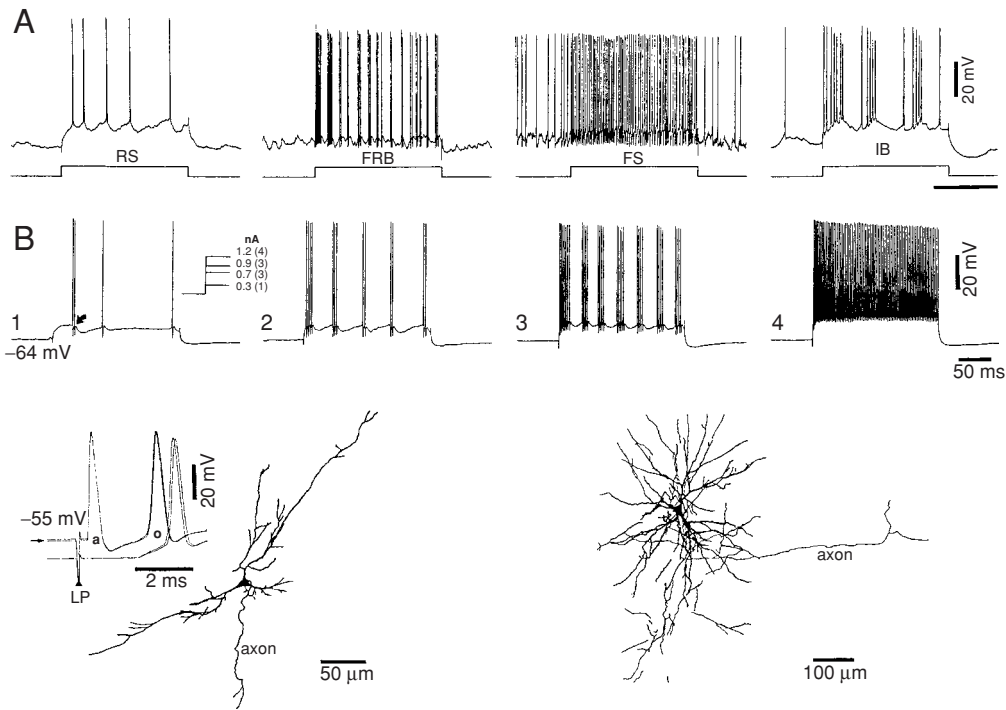 A
RS
FRB
FS
IB
20 mV
B
nA
1.2 (4)
0.9 (3)
0.7 (3)
0.3 (1)
1
2
3
4
20 mV
−64 mV
50 ms
20 mV
−55 mV
a
o
2 ms
LP
axon
axon
50 μm
100 μm